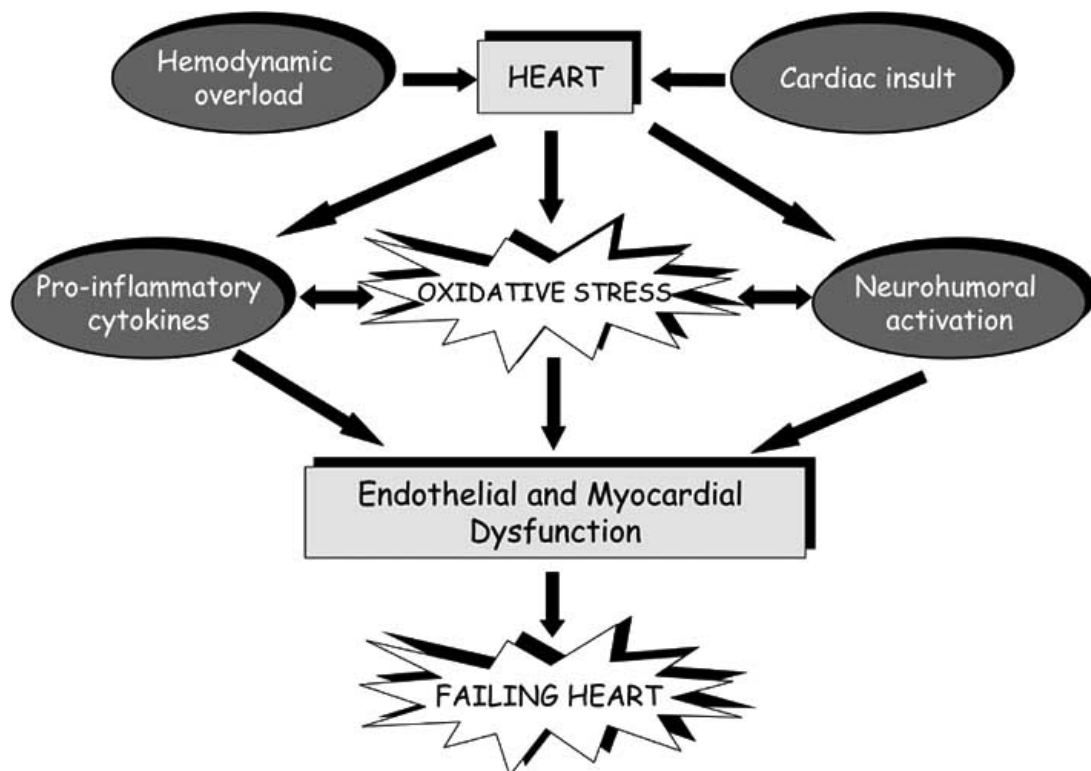 Hemodynamic
overload
HEART
Cardiac insult
Pro-inflammatory
cytokines
OXIDATIVE STRESS
Neurohumoral
activation
Endothelial and Myocardial
Dysfunction
FAILING HEART